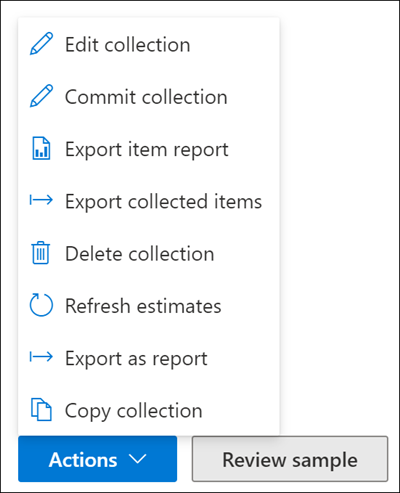 Edit collection
Commit collection
Export item report
Export collected items
Delete collection
Refresh estimates
Export as report
Copy collection
Actions
Review sample